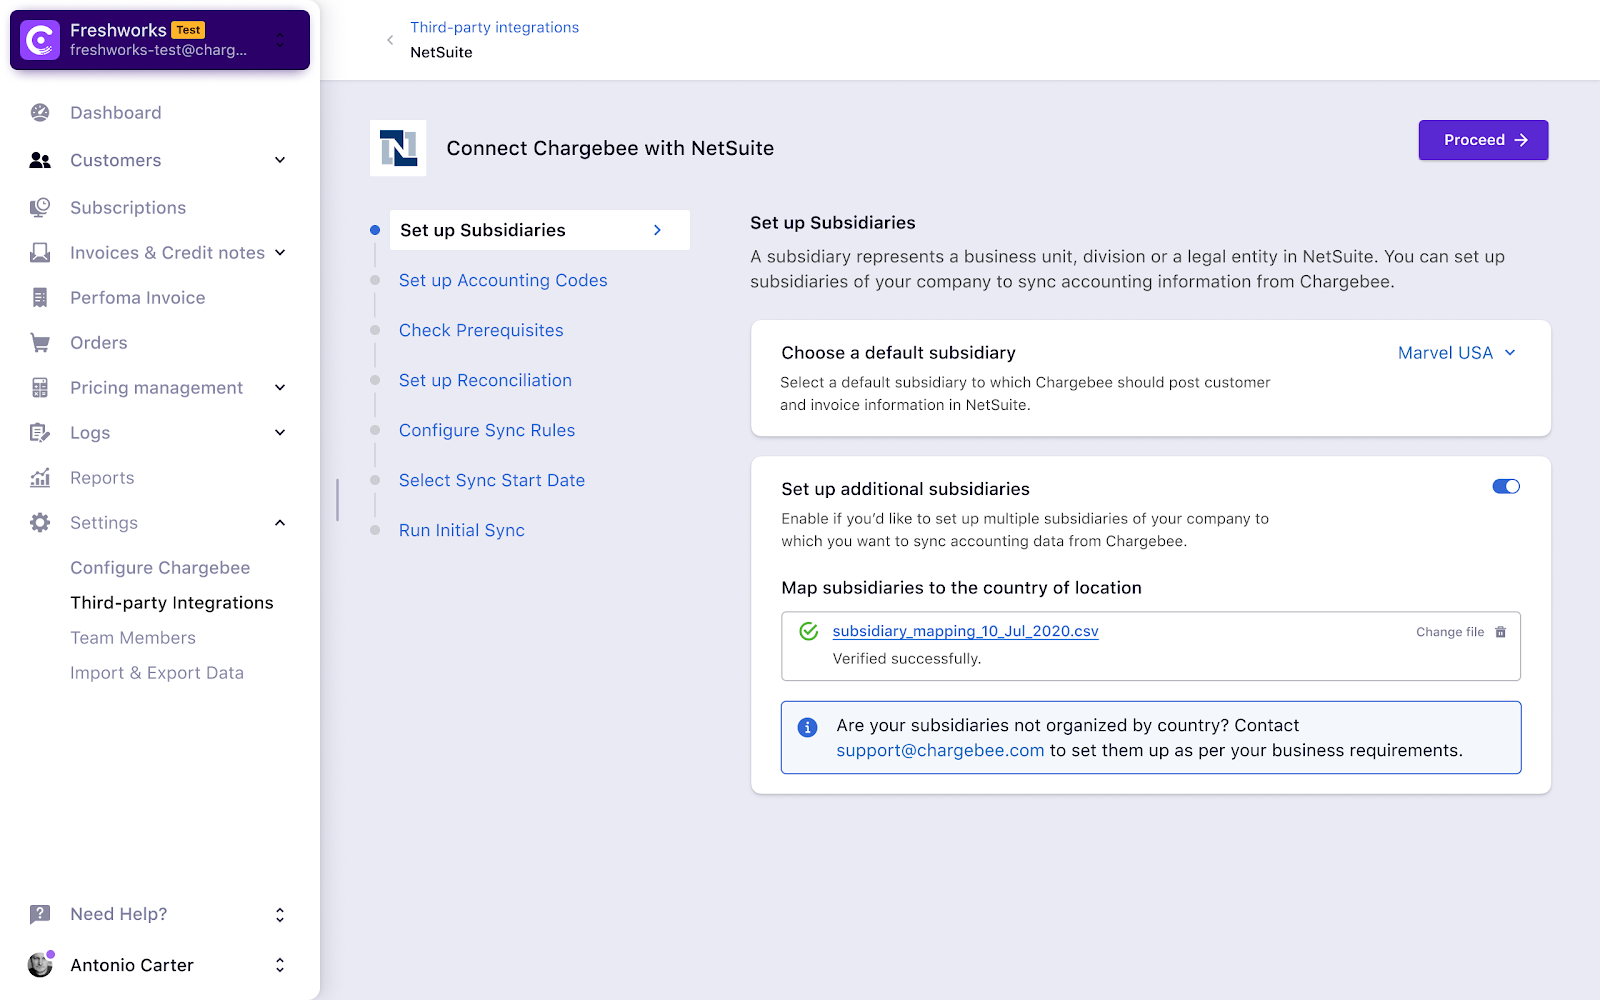 Freshworks Test
freshworks-test@charg...
Dashboard
Customers
Subscriptions
Invoices & Credit notes
Perfoma Invoice
Orders
Pricing management
Logs
Reports
Settings
Configure Chargebee
Third-party Integrations
Team Members
Import & Export Data
Need Help?
Antonio Carter
Third-party integrations
NetSuite
N
Connect Chargebee with NetSuite
Proceed →
Set up Subsidiaries
Set up Accounting Codes
Check Prerequisites
Set up Reconciliation
Configure Sync Rules
Select Sync Start Date
Run Initial Sync
Set up Subsidiaries
A subsidiary represents a business unit, division or a legal entity in NetSuite. You can set up
subsidiaries of your company to sync accounting information from Chargebee.
Choose a default subsidiary
Marvel USA
Select a default subsidiary to which Chargebee should post customer
and invoice information in NetSuite.
Set up additional subsidiaries
Enable if you’d like to set up multiple subsidiaries of your company to
which you want to sync accounting data from Chargebee.
Map subsidiaries to the country of location
subsidiary_mapping_10_Jul_2020.csv
Change file
Verified successfully.
Are your subsidiaries not organized by country? Contact
support@chargebee.com to set them up as per your business requirements.